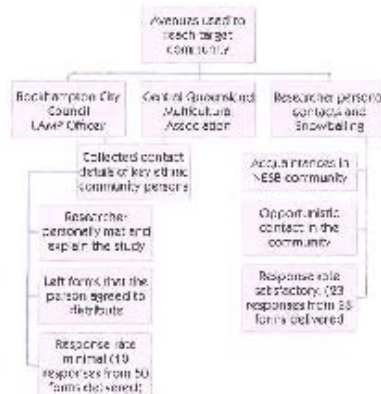 Avenues used to
reach target
community
Rockhampton City
Council
LAMP Officer
Central Queensland
Multicultural
Association
Researcher personal
contacts and
Snowballing
Collected contact
details of key ethnic
community persons
Researcher
personally met and
explain the study
Left forms that the
person agreed to
distribute
Response rate
minimal (10
responses from 50
forms delivered)
Acquaintances in
NESB community
Opportunistic
contact in the
community
Response rate
satisfactory. (23
responses from
forms delivered